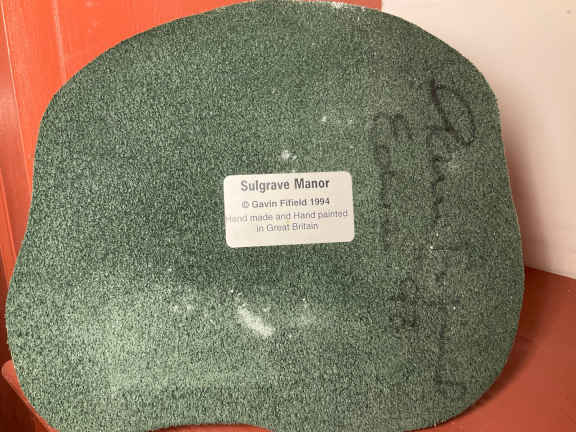 Sulgrave Manor
© Gavin Fifield 1994
Hand made and Hand painted
in Great Britain